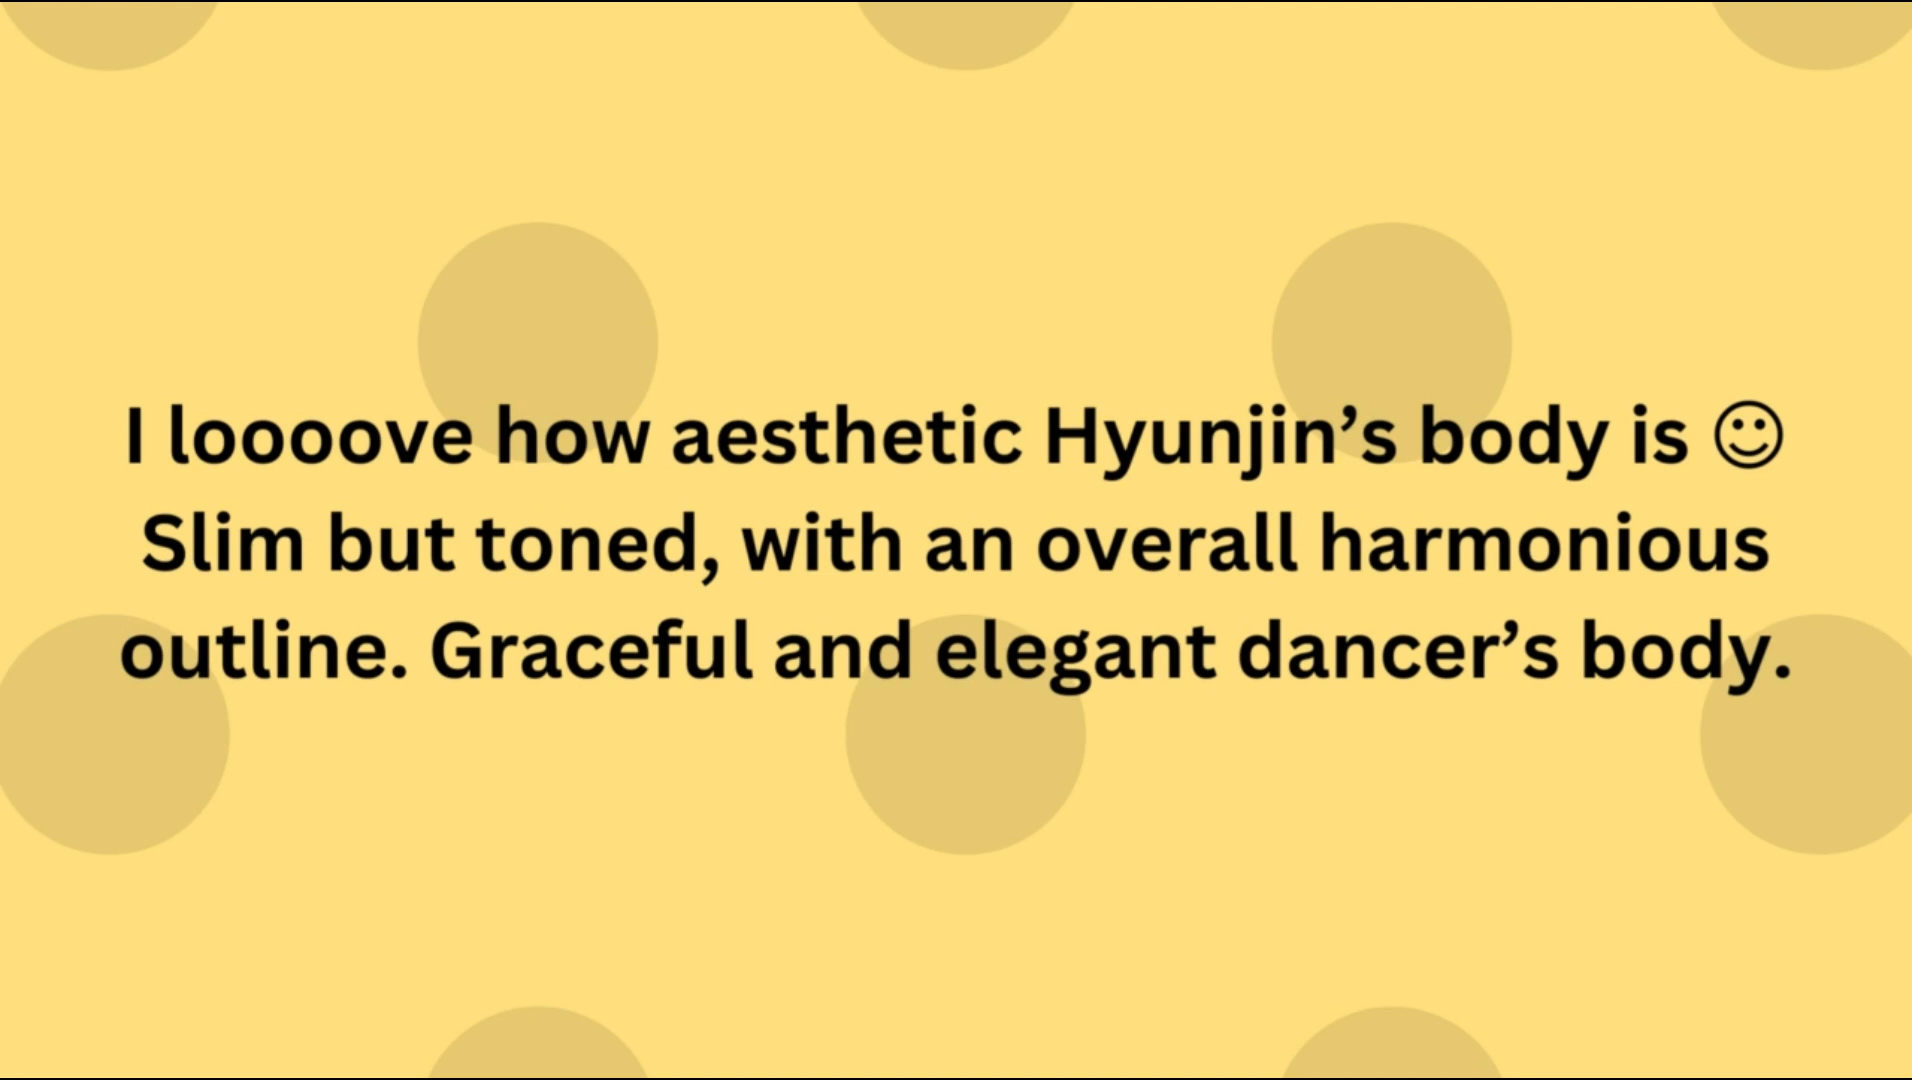 I loooove how aesthetic Hyunjin’s body is ☺
Slim but toned, with an overall harmonious
outline. Graceful and elegant dancer’s body.